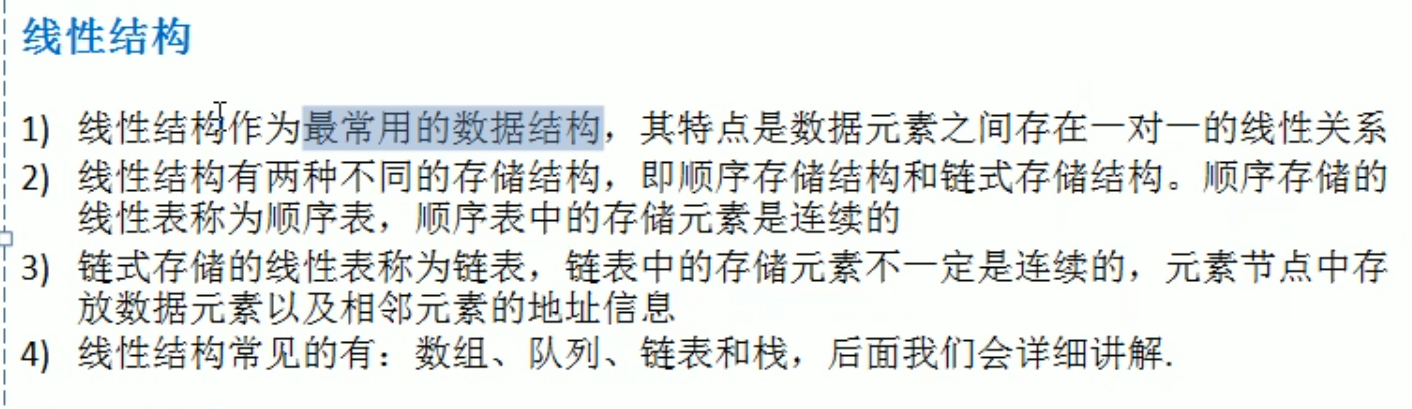 线性结构
1) 线性结构作为最常用的数据结构，其特点是数据元素之间存在一对一的线性关系
2) 线性结构有两种不同的存储结构，即顺序存储结构和链式存储结构。顺序存储的
线性表称为顺序表，顺序表中的存储元素是连续的
3) 链式存储的线性表称为链表，链表中的存储元素不一定是连续的，元素节点中存
放数据元素以及相邻元素的地址信息
4) 线性结构常见的有：数组、队列、链表和栈，后面我们会详细讲解.